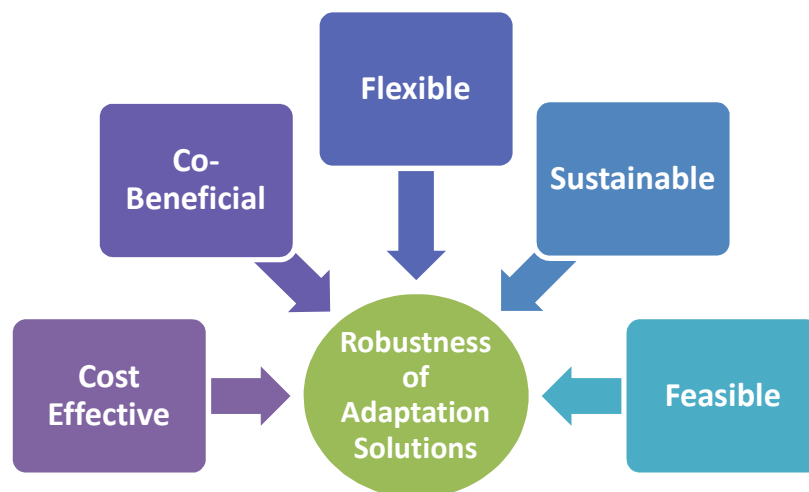 Flexible
Co-
Beneficial
Sustainable
Cost
Effective
Robustness
of
Adaptation
Solutions
Feasible